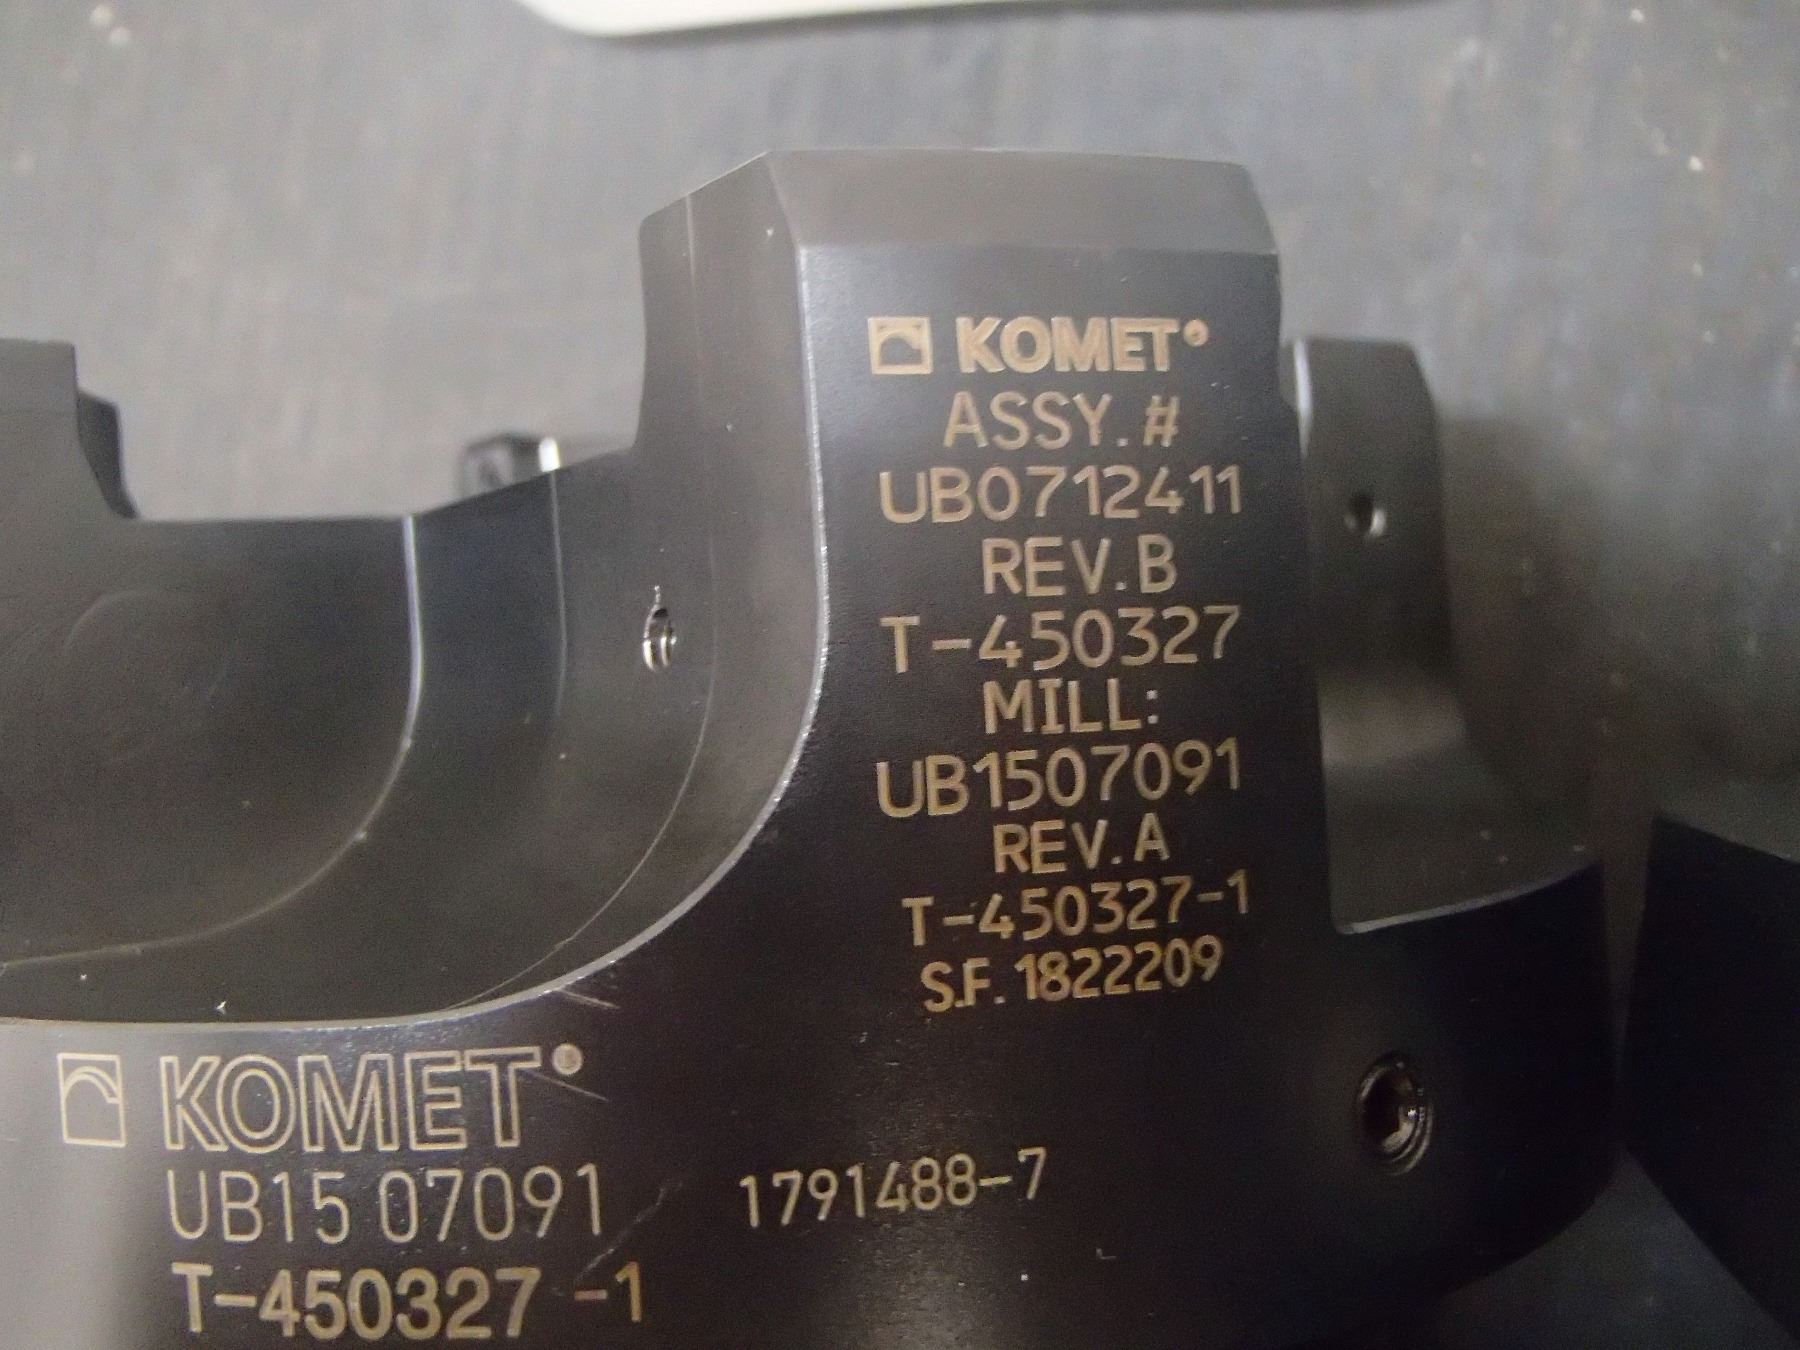 KOMET®
ASSY.#
UB0712411
REV.B
T-450327
MILL:
UB1507091
REV.A
T-450327-1
S.F. 1822209
KOMET®
UB15 07091
T-450327 -1
1791488-7